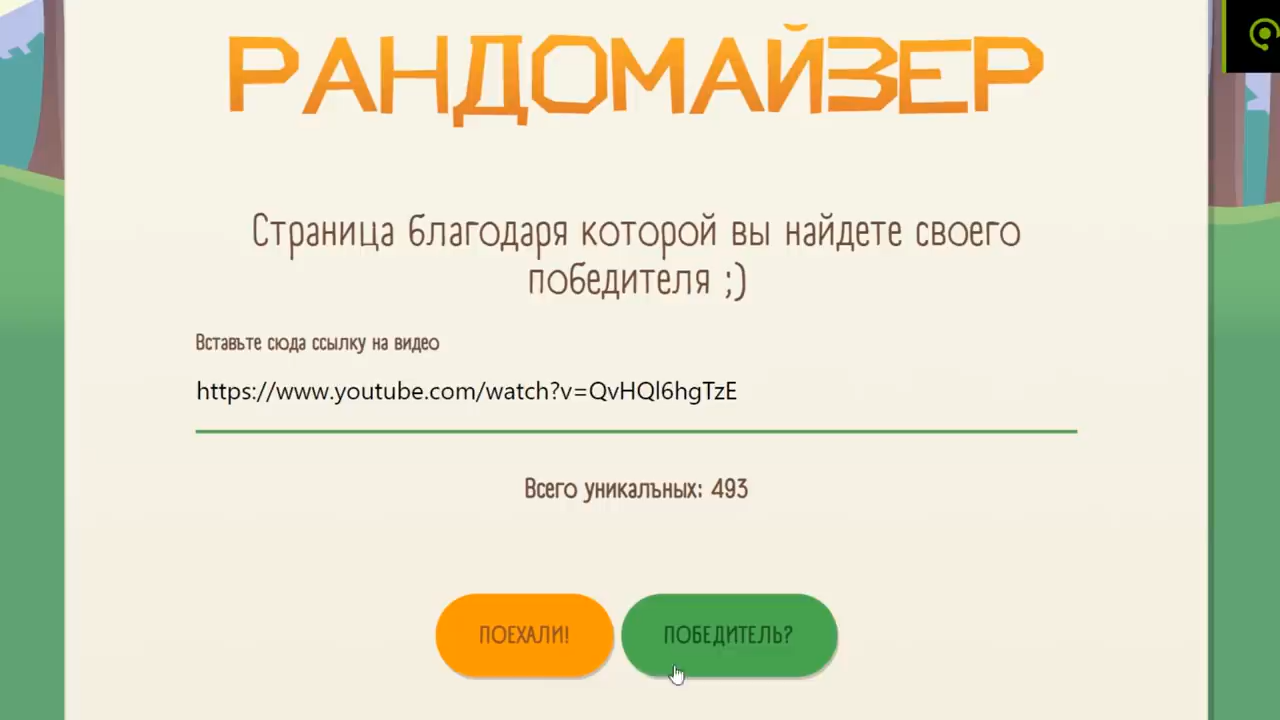 РАНДОМАЙЗЕР
Страница благодаря которой вы найдете своего
победителя ;)
Вставьте сюда ссылку на видео
https://www.youtube.com/watch?v=QvHQl6hgTzE
Всего уникалъных: 493
ПОЕХАЛИ!
ПОБЕДИТЕЛЬ?